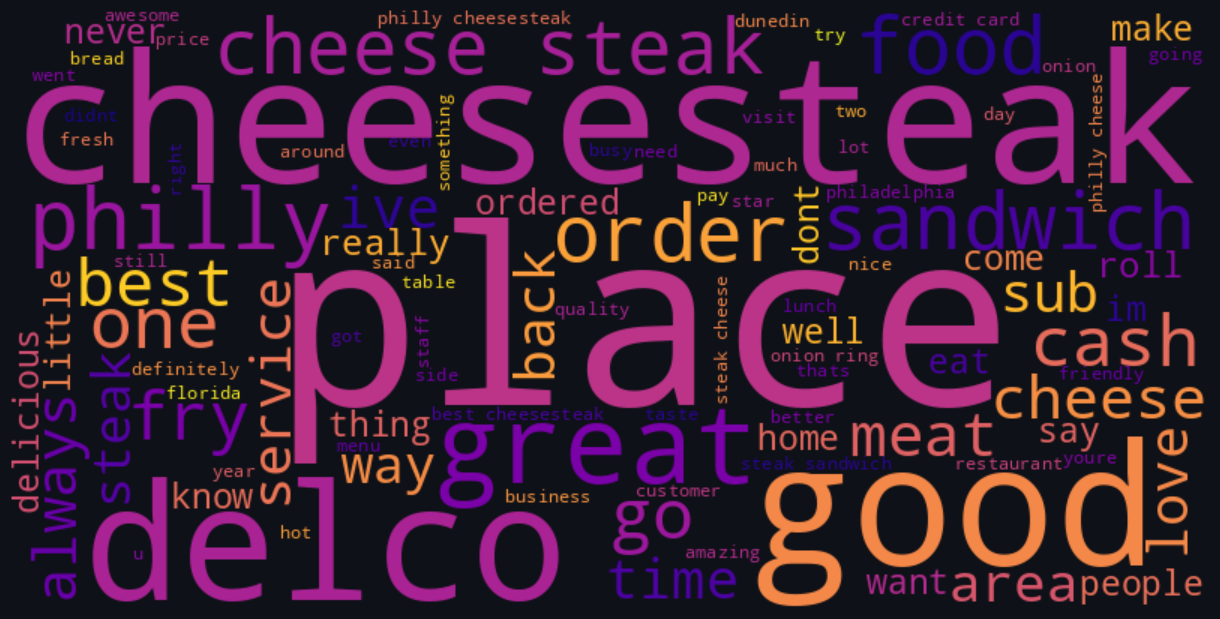 awesome
never
price
philly cheesesteak
cheese steak
dunedin
try
food
credit card
make
going
bread
went
onion
cheesesteak
didnt
fresh
right
around
even
something
busy
need
visit
two
much
lot
day
philly cheese
philly
ive
ordered
order
pay
star
dont
philadelphia
sandwich
really
said
table
still
best
back
nice
come
roll
little
one
service
place
got
staff
side
quality
steak cheese
lunch
well
onion ring
thats
eat
sub
im
cash
friendly
delicious
always
steak
definitely
florida
fry
thing
menu
best cheesesteak
taste
great
better
home
meat
cheese
say
steak sandwich
restaurant
youre
love
year
know
way
business
customer
go
good
delco
u
hot
amazing
time
want
area
people